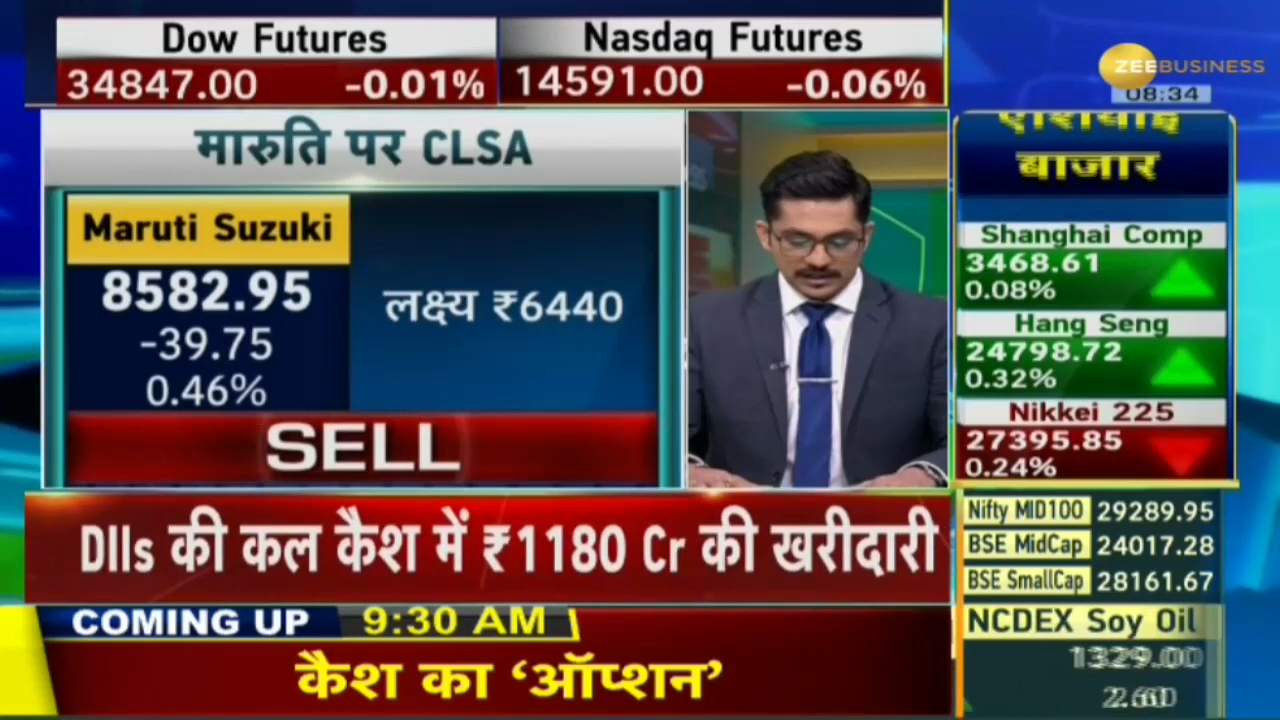 Dow Futures
34847.00 -0.01%
Nasdaq Futures
14591.00 -0.06%
ZEEBUSINESS
08:34
मारुति पर CLSA
Maruti Suzuki
8582.95
-39.75
0.46%
लक्ष्य ₹6440
SELL
बाजार
Shanghai Comp
3468.61
0.08%
Hang Seng
24798.72
0.32%
Nikkei 225
27395.85
0.24%
DIIs की कल कैश में ₹1180 Cr की खरीदारी
Nifty MID100 29289.95
BSE MidCap 24017.28
BSE SmallCap 28161.67
COMING UP 9:30 AM
कैश का ‘ऑप्शन’
NCDEX Soy Oil
1329.00